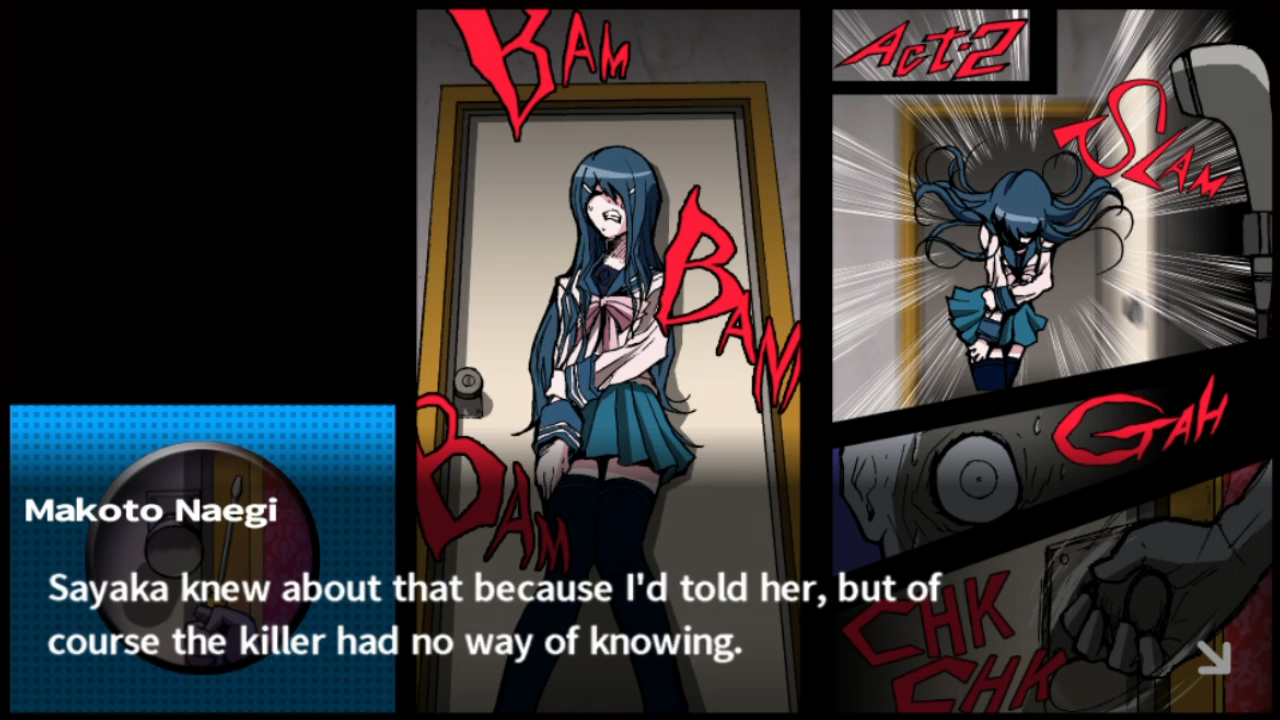 BAM
BAM
BAM
Act.2
SLAM
GAH
CHK
CHK
Makoto Naegi
Sayaka knew about that because I'd told her, but of
course the killer had no way of knowing.